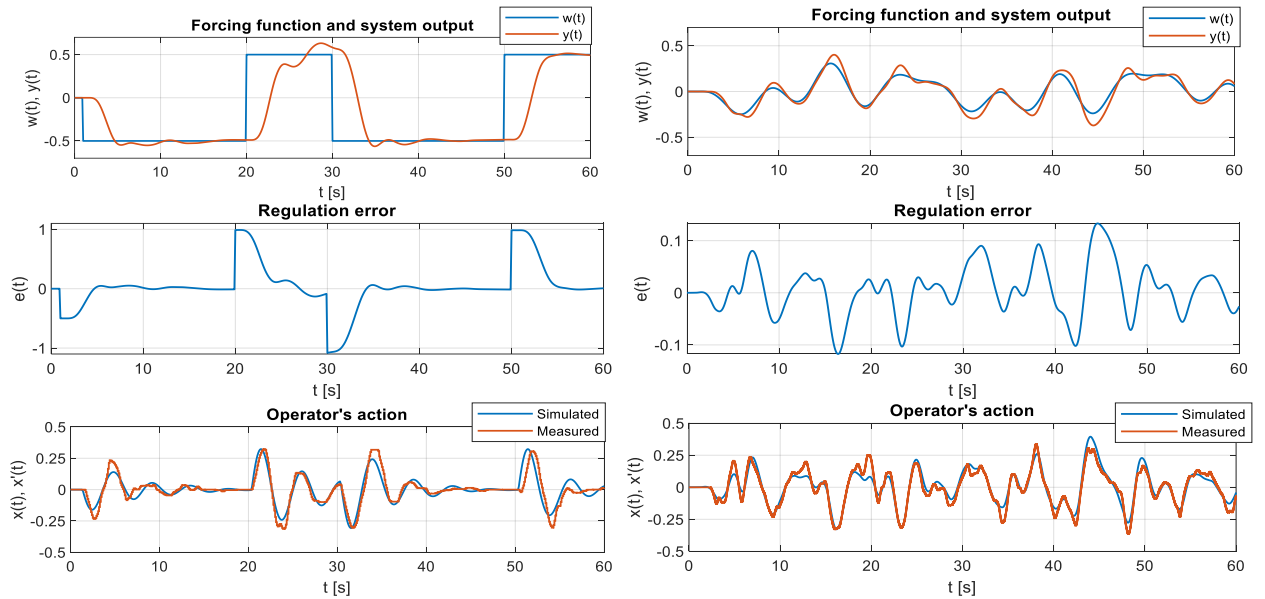 Forcing function and system output
w(t)
y(t)
w(t), y(t)
0.5
0
-0.5
0
10
20
30
40
50
60
t [s]
Regulation error
e(t)
1
0
-1
0
10
20
30
40
50
60
t [s]
Operator's action
Simulated
Measured
x(t), x'(t)
0.5
0.25
0
-0.25
-0.5
0
10
20
30
40
50
60
t [s]
Forcing function and system output
w(t)
y(t)
w(t), y(t)
0.5
0
-0.5
0
10
20
30
40
50
60
t [s]
Regulation error
e(t)
0.1
0
-0.1
0
10
20
30
40
50
60
t [s]
Operator's action
Simulated
Measured
x(t), x'(t)
0.5
0.25
0
-0.25
-0.5
0
10
20
30
40
50
60
t [s]